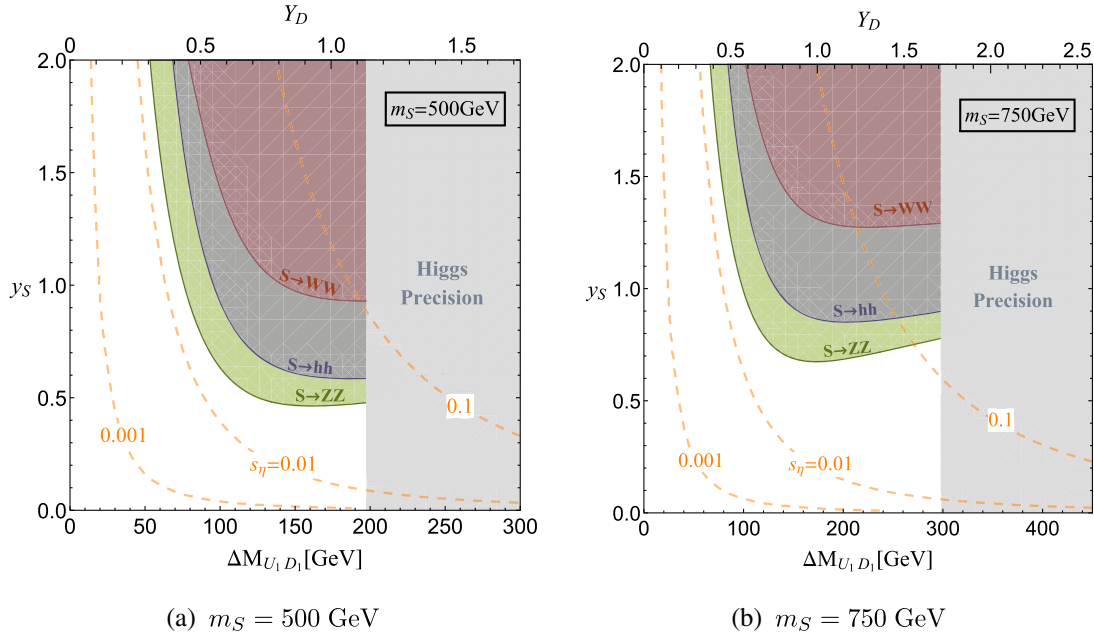 Y_D
0 0.5 1.0 1.5
2.0
1.5
1.0
0.5
0.0
y_S
m_S=500GeV
S→WW
S→hh
S→ZZ
Higgs
Precision
0.1
0.001
s_η=0.01
0 50 100 150 200 250 300
ΔM_{U_1 D_1}[GeV]
(a) m_S = 500 GeV
Y_D
0 0.5 1.0 1.5 2.0 2.5
2.0
1.5
1.0
0.5
0.0
y_S
m_S=750GeV
S→WW
S→hh
S→ZZ
Higgs
Precision
0.1
0.001
s_η=0.01
0 100 200 300 400
ΔM_{U_1 D_1}[GeV]
(b) m_S = 750 GeV